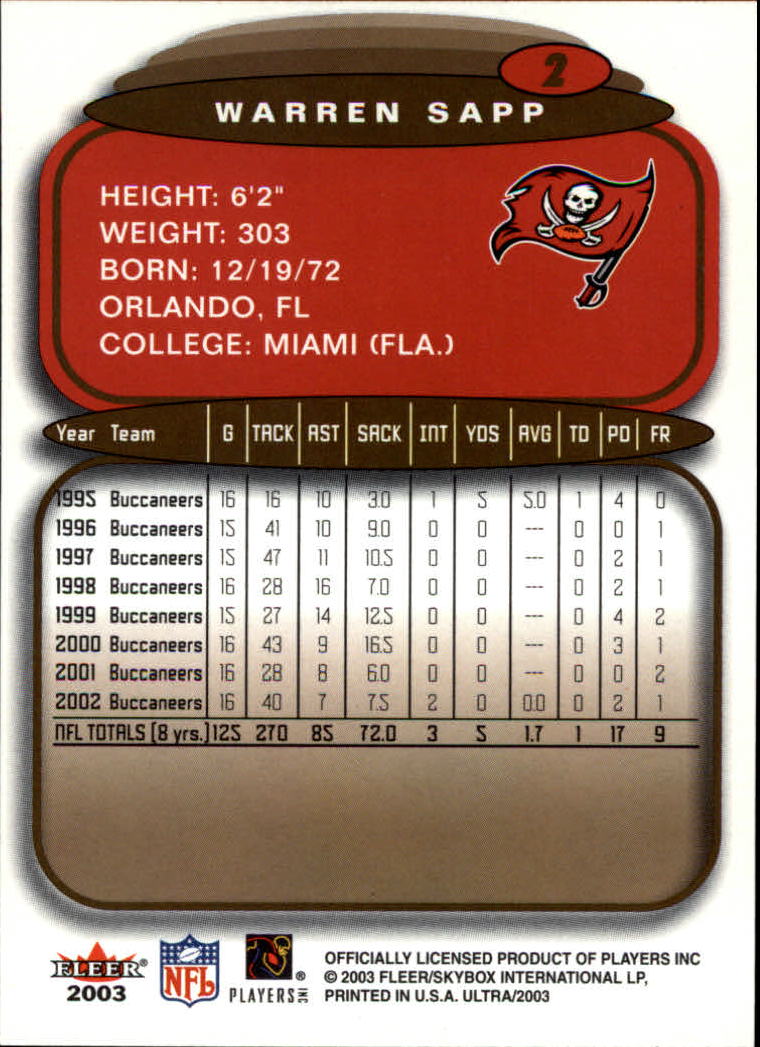 2
WARREN SAPP
HEIGHT: 6'2"
WEIGHT: 303
BORN: 12/19/72
ORLANDO, FL
COLLEGE: MIAMI (FLA.)
Year Team G TACK AST SACK INT YDS AVG TD PD FR
1995 Buccaneers 16 16 10 3.0 1 5 5.0 1 4 0
1996 Buccaneers 15 41 10 9.0 0 0 --- 0 0 1
1997 Buccaneers 15 47 11 10.5 0 0 --- 0 2 1
1998 Buccaneers 16 28 16 7.0 0 0 --- 0 2 1
1999 Buccaneers 15 27 14 12.5 0 0 --- 0 4 2
2000 Buccaneers 16 43 9 16.5 0 0 --- 0 3 1
2001 Buccaneers 16 28 8 6.0 0 0 --- 0 0 2
2002 Buccaneers 16 40 7 7.5 2 0 0.0 0 2 1
NFL TOTALS (8 yrs.) 125 270 85 72.0 3 5 1.7 1 17 9
FLEER®
2003
NFL
PLAYERS INC ®
OFFICIALLY LICENSED PRODUCT OF PLAYERS INC
© 2003 FLEER/SKYBOX INTERNATIONAL LP,
PRINTED IN U.S.A. ULTRA/2003